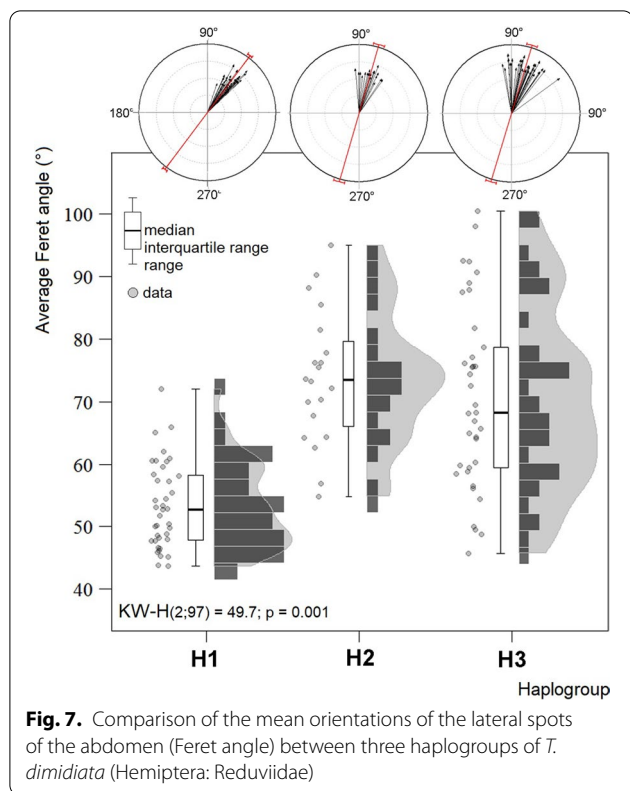 90° 90° 90°
180° 90°
270° 270° 270°
Average Feret angle (°)
100
90
80
70
60
50
40
median
interquartile range
range
data
KW-H(2;97) = 49.7; p = 0.001
H1 H2 H3
Haplogroup
Fig. 7. Comparison of the mean orientations of the lateral spots
of the abdomen (Feret angle) between three haplogroups of T.
dimidiata (Hemiptera: Reduviidae)